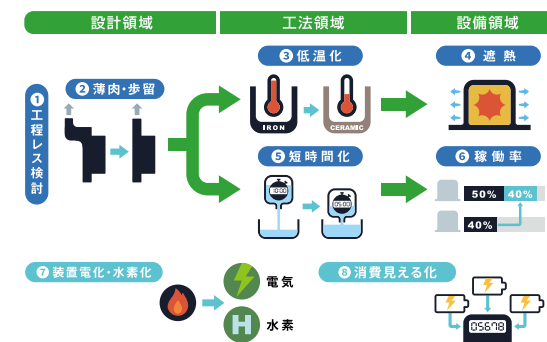 設計領域
工法領域
設備領域
❶工程レス検討
❷薄肉・歩留
❸低温化
IRON
CERAMIC
❹遮熱
❺短時間化
10:00
05:00
❻稼働率
50% 40%
40%
❼装置電化・水素化
電気
H 水素
❽消費見える化
05678